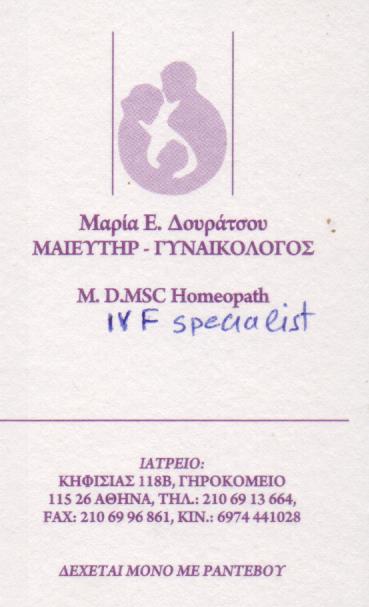 Μαρία Ε. Δουράτσου
ΜΑΙΕΥΤΗΡ - ΓΥΝΑΙΚΟΛΟΓΟΣ
M. D.MSC Homeopath
IVF specialist
ΙΑΤΡΕΙΟ:
ΚΗΦΙΣΙΑΣ 118Β, ΓΗΡΟΚΟΜΕΙΟ
115 26 ΑΘΗΝΑ, ΤΗΛ.: 210 69 13 664,
FAX: 210 69 96 861, ΚΙΝ.: 6974 441028
ΔΕΧΕΤΑΙ ΜΟΝΟ ΜΕ ΡΑΝΤΕΒΟΥ